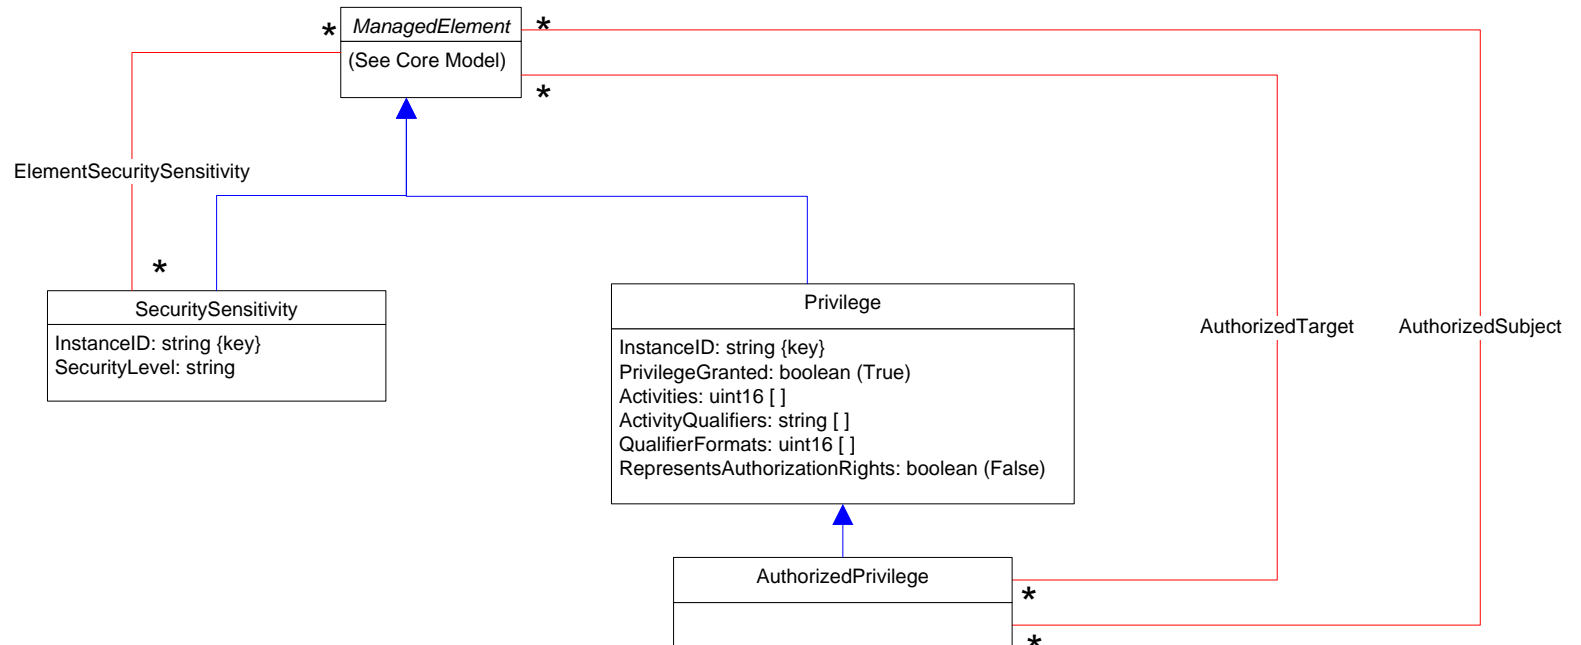 *
ManagedElement
*
(See Core Model)
*
ElementSecuritySensitivity
*
SecuritySensitivity
InstanceID: string {key}
SecurityLevel: string
Privilege
InstanceID: string {key}
PrivilegeGranted: boolean (True)
Activities: uint16 [ ]
ActivityQualifiers: string [ ]
QualifierFormats: uint16 [ ]
RepresentsAuthorizationRights: boolean (False)
AuthorizedTarget
AuthorizedSubject
AuthorizedPrivilege
*
*